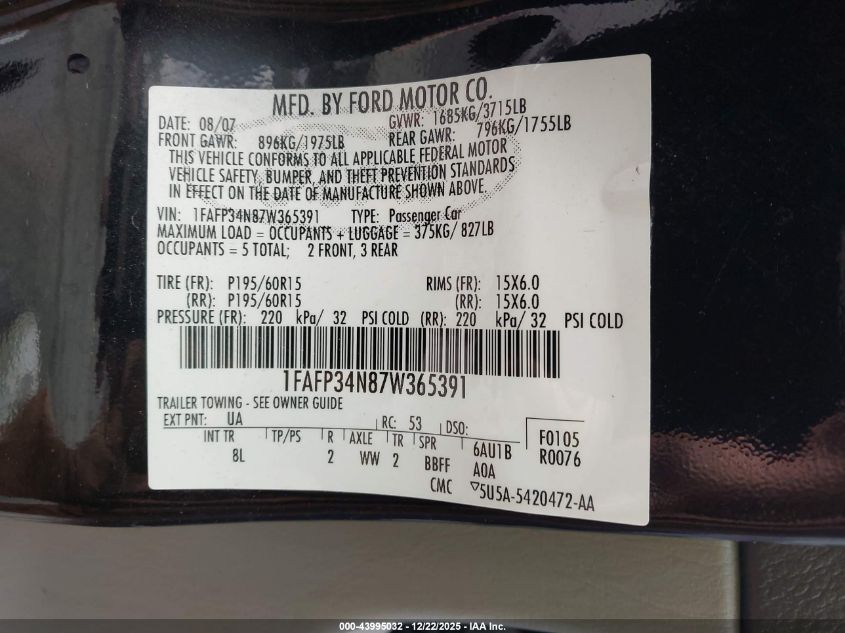 MFD. BY FORD MOTOR CO.
DATE: 08/07 GVWR: 1685KG/3715LB
FRONT GAWR: 896KG/1975LB REAR GAWR: 796KG/1755LB
THIS VEHICLE CONFORMS TO ALL APPLICABLE FEDERAL MOTOR
VEHICLE SAFETY, BUMPER, AND THEFT PREVENTION STANDARDS
IN EFFECT ON THE DATE OF MANUFACTURE SHOWN ABOVE.
VIN: 1FAFP34N87W365391 TYPE: Passenger Car
MAXIMUM LOAD = OCCUPANTS + LUGGAGE = 375KG/ 827LB
OCCUPANTS = 5 TOTAL; 2 FRONT, 3 REAR
TIRE (FR): P195/60R15 RIMS (FR): 15X6.0
(RR): P195/60R15 (RR): 15X6.0
PRESSURE (FR): 220 kPa/ 32 PSI COLD (RR): 220 kPa/ 32 PSI COLD
1FAFP34N87W365391
TRAILER TOWING - SEE OWNER GUIDE
EXT PNT: UA RC: 53 DSO:
INT TR TP/PS R AXLE TR SPR 6AU1B F0105
8L 2 WW 2 BBFF A0A R0076
CMC 5U5A-5420472-AA
000-43995032 - 12/22/2025 - IAA Inc.